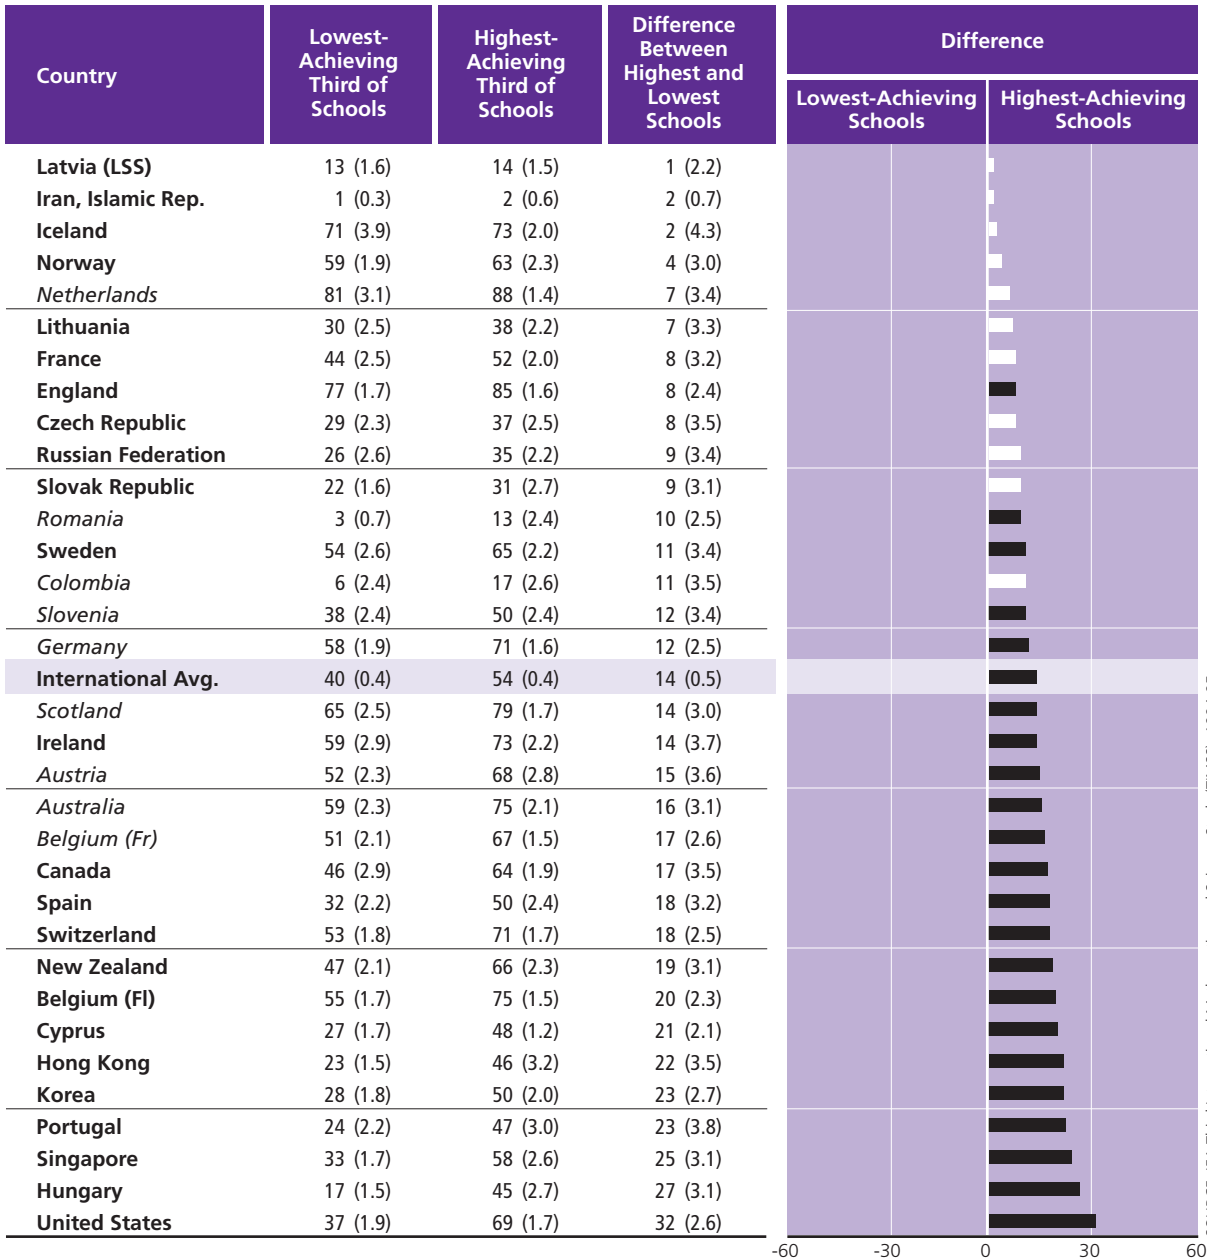 Country
Lowest-
Achieving
Third of
Schools
Highest-
Achieving
Third of
Schools
Difference
Between
Highest and
Lowest
Schools
Difference
Lowest-Achieving
Schools
Highest-Achieving
Schools
Latvia (LSS) 13 (1.6) 14 (1.5) 1 (2.2)
Iran, Islamic Rep. 1 (0.3) 2 (0.6) 2 (0.7)
Iceland 71 (3.9) 73 (2.0) 2 (4.3)
Norway 59 (1.9) 63 (2.3) 4 (3.0)
Netherlands 81 (3.1) 88 (1.4) 7 (3.4)
Lithuania 30 (2.5) 38 (2.2) 7 (3.3)
France 44 (2.5) 52 (2.0) 8 (3.2)
England 77 (1.7) 85 (1.6) 8 (2.4)
Czech Republic 29 (2.3) 37 (2.5) 8 (3.5)
Russian Federation 26 (2.6) 35 (2.2) 9 (3.4)
Slovak Republic 22 (1.6) 31 (2.7) 9 (3.1)
Romania 3 (0.7) 13 (2.4) 10 (2.5)
Sweden 54 (2.6) 65 (2.2) 11 (3.4)
Colombia 6 (2.4) 17 (2.6) 11 (3.5)
Slovenia 38 (2.4) 50 (2.4) 12 (3.4)
Germany 58 (1.9) 71 (1.6) 12 (2.5)
International Avg. 40 (0.4) 54 (0.4) 14 (0.5)
Scotland 65 (2.5) 79 (1.7) 14 (3.0)
Ireland 59 (2.9) 73 (2.2) 14 (3.7)
Austria 52 (2.3) 68 (2.8) 15 (3.6)
Australia 59 (2.3) 75 (2.1) 16 (3.1)
Belgium (Fr) 51 (2.1) 67 (1.5) 17 (2.6)
Canada 46 (2.9) 64 (1.9) 17 (3.5)
Spain 32 (2.2) 50 (2.4) 18 (3.2)
Switzerland 53 (1.8) 71 (1.7) 18 (2.5)
New Zealand 47 (2.1) 66 (2.3) 19 (3.1)
Belgium (Fl) 55 (1.7) 75 (1.5) 20 (2.3)
Cyprus 27 (1.7) 48 (1.2) 21 (2.1)
Hong Kong 23 (1.5) 46 (3.2) 22 (3.5)
Korea 28 (1.8) 50 (2.0) 23 (2.7)
Portugal 24 (2.2) 47 (3.0) 23 (3.8)
Singapore 33 (1.7) 58 (2.6) 25 (3.1)
Hungary 17 (1.5) 45 (2.7) 27 (3.1)
United States 37 (1.9) 69 (1.7) 32 (2.6)
-60 -30 0 30 60